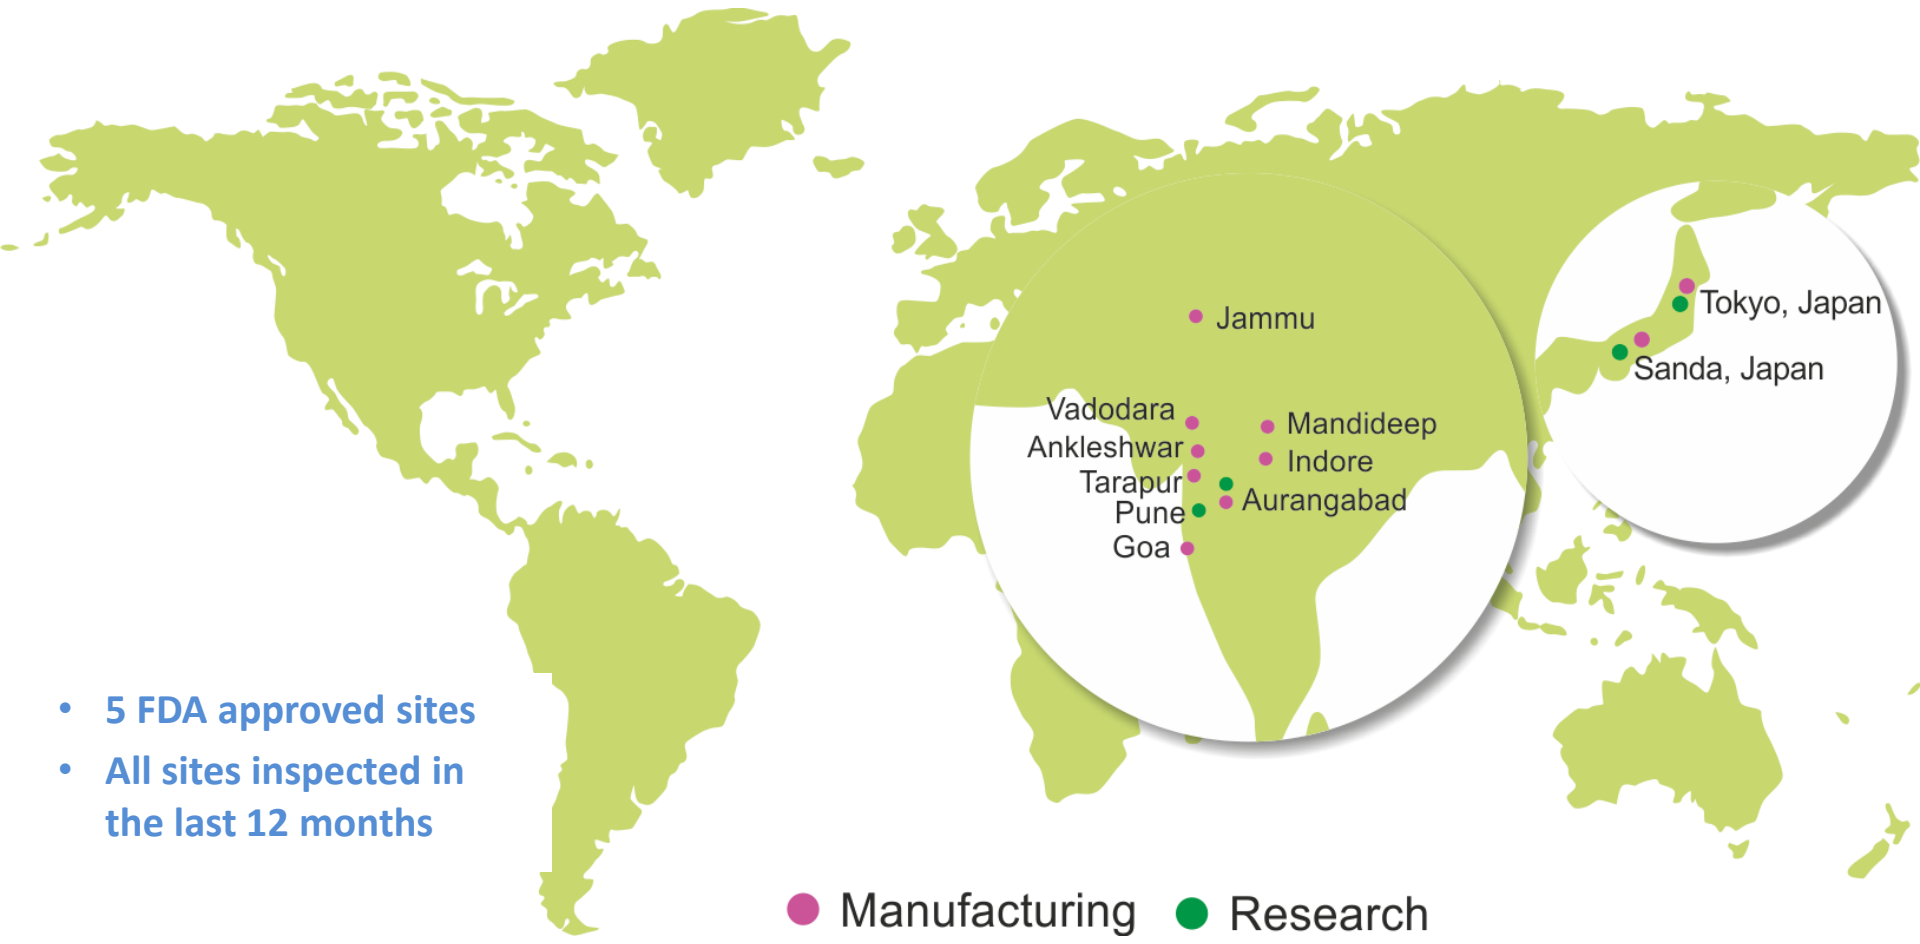 Jammu
Tokyo, Japan
Sanda, Japan
Vadodara
Ankleshwar
Tarapur
Pune
Goa
Mandideep
Indore
Aurangabad
• 5 FDA approved sites
• All sites inspected in
the last 12 months
Manufacturing
Research